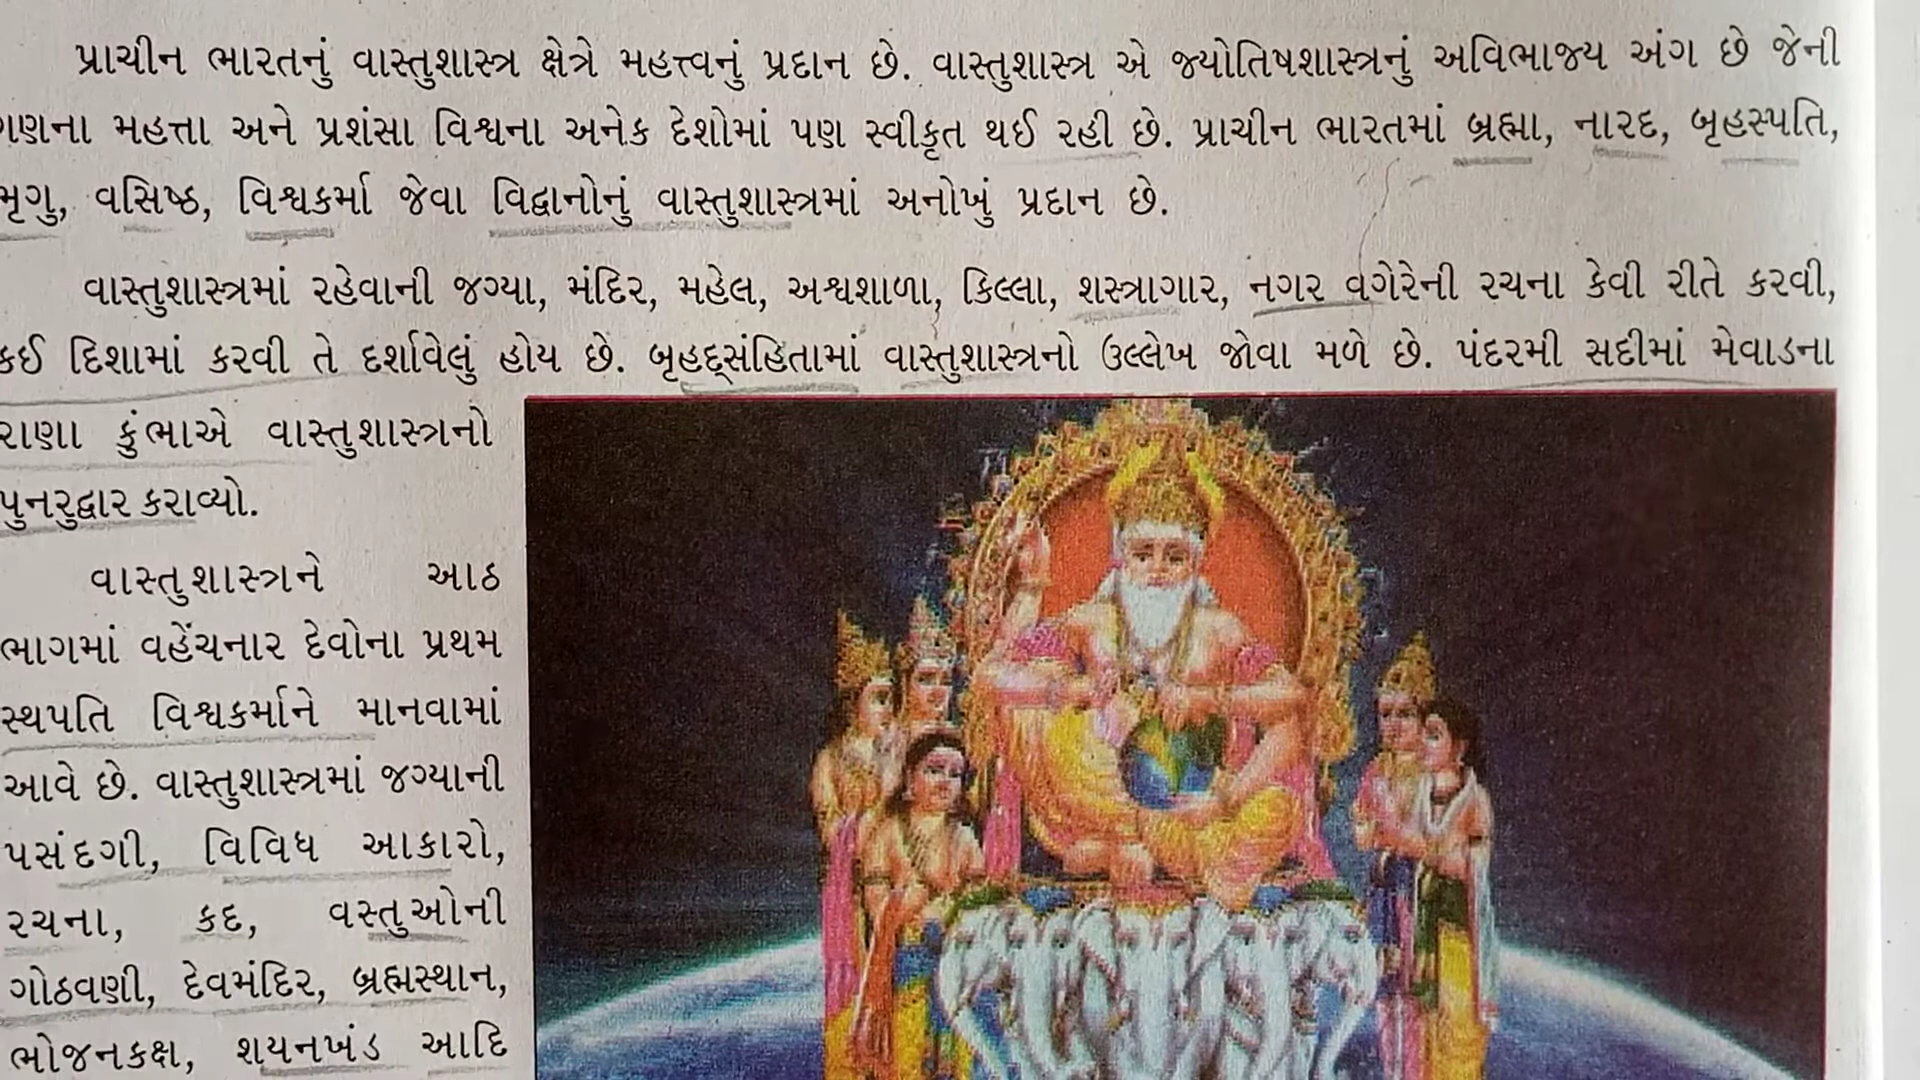 પ્રાચીન ભારતનું વાસ્તુશાસ્ત્ર ક્ષેત્રે મહત્ત્વનું પ્રદાન છે. વાસ્તુશાસ્ત્ર એ જ્યોતિષશાસ્ત્રનું અવિભાજ્ય અંગ છે જેની
ગણના મહત્તા અને પ્રશંસા વિશ્વના અનેક દેશોમાં પણ સ્વીકૃત થઈ રહી છે. પ્રાચીન ભારતમાં બ્રહ્મા, નારદ, બૃહસ્પતિ,
ભૃગુ, વસિષ્ઠ, વિશ્વકર્મા જેવા વિદ્વાનોનું વાસ્તુશાસ્ત્રમાં અનોખું પ્રદાન છે.
વાસ્તુશાસ્ત્રમાં રહેવાની જગ્યા, મંદિર, મહેલ, અશ્વશાળા, કિલ્લા, શસ્ત્રાગાર, નગર વગેરેની રચના કેવી રીતે કરવી,
કઈ દિશામાં કરવી તે દર્શાવેલું હોય છે. બૃહદ્સંહિતામાં વાસ્તુશાસ્ત્રનો ઉલ્લેખ જોવા મળે છે. પંદરમી સદીમાં મેવાડના
રાણા કુંભાએ વાસ્તુશાસ્ત્રનો
પુનરુદ્ધાર કરાવ્યો.
વાસ્તુશાસ્ત્રને આઠ
ભાગમાં વહેંચનાર દેવોના પ્રથમ
સ્થપતિ વિશ્વકર્માને માનવામાં
આવે છે. વાસ્તુશાસ્ત્રમાં જગ્યાની
પસંદગી, વિવિધ આકારો,
રચના, કદ, વસ્તુઓની
ગોઠવણી, દેવમંદિર, બ્રહ્મસ્થાન,
ભોજનકક્ષ, શયનખંડ આદિ